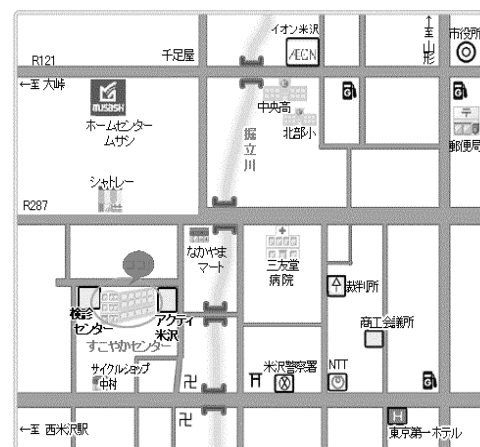 イオン米沢
ÆON
↑至山形
市役所
R121
千足屋
←至 大峠
MUSASHI
ホームセンター
ムサシ
中央高
北部小
郵便局
掘立川
シャトレー
R287
なかやま
マート
三友堂
病院
ココ
裁判所
検診
センター
アクティ
米沢
すこやかセンター
商工会議所
サイクルショップ
中村
米沢警察署
NTT
H
←至 西米沢駅
東京第一ホテル